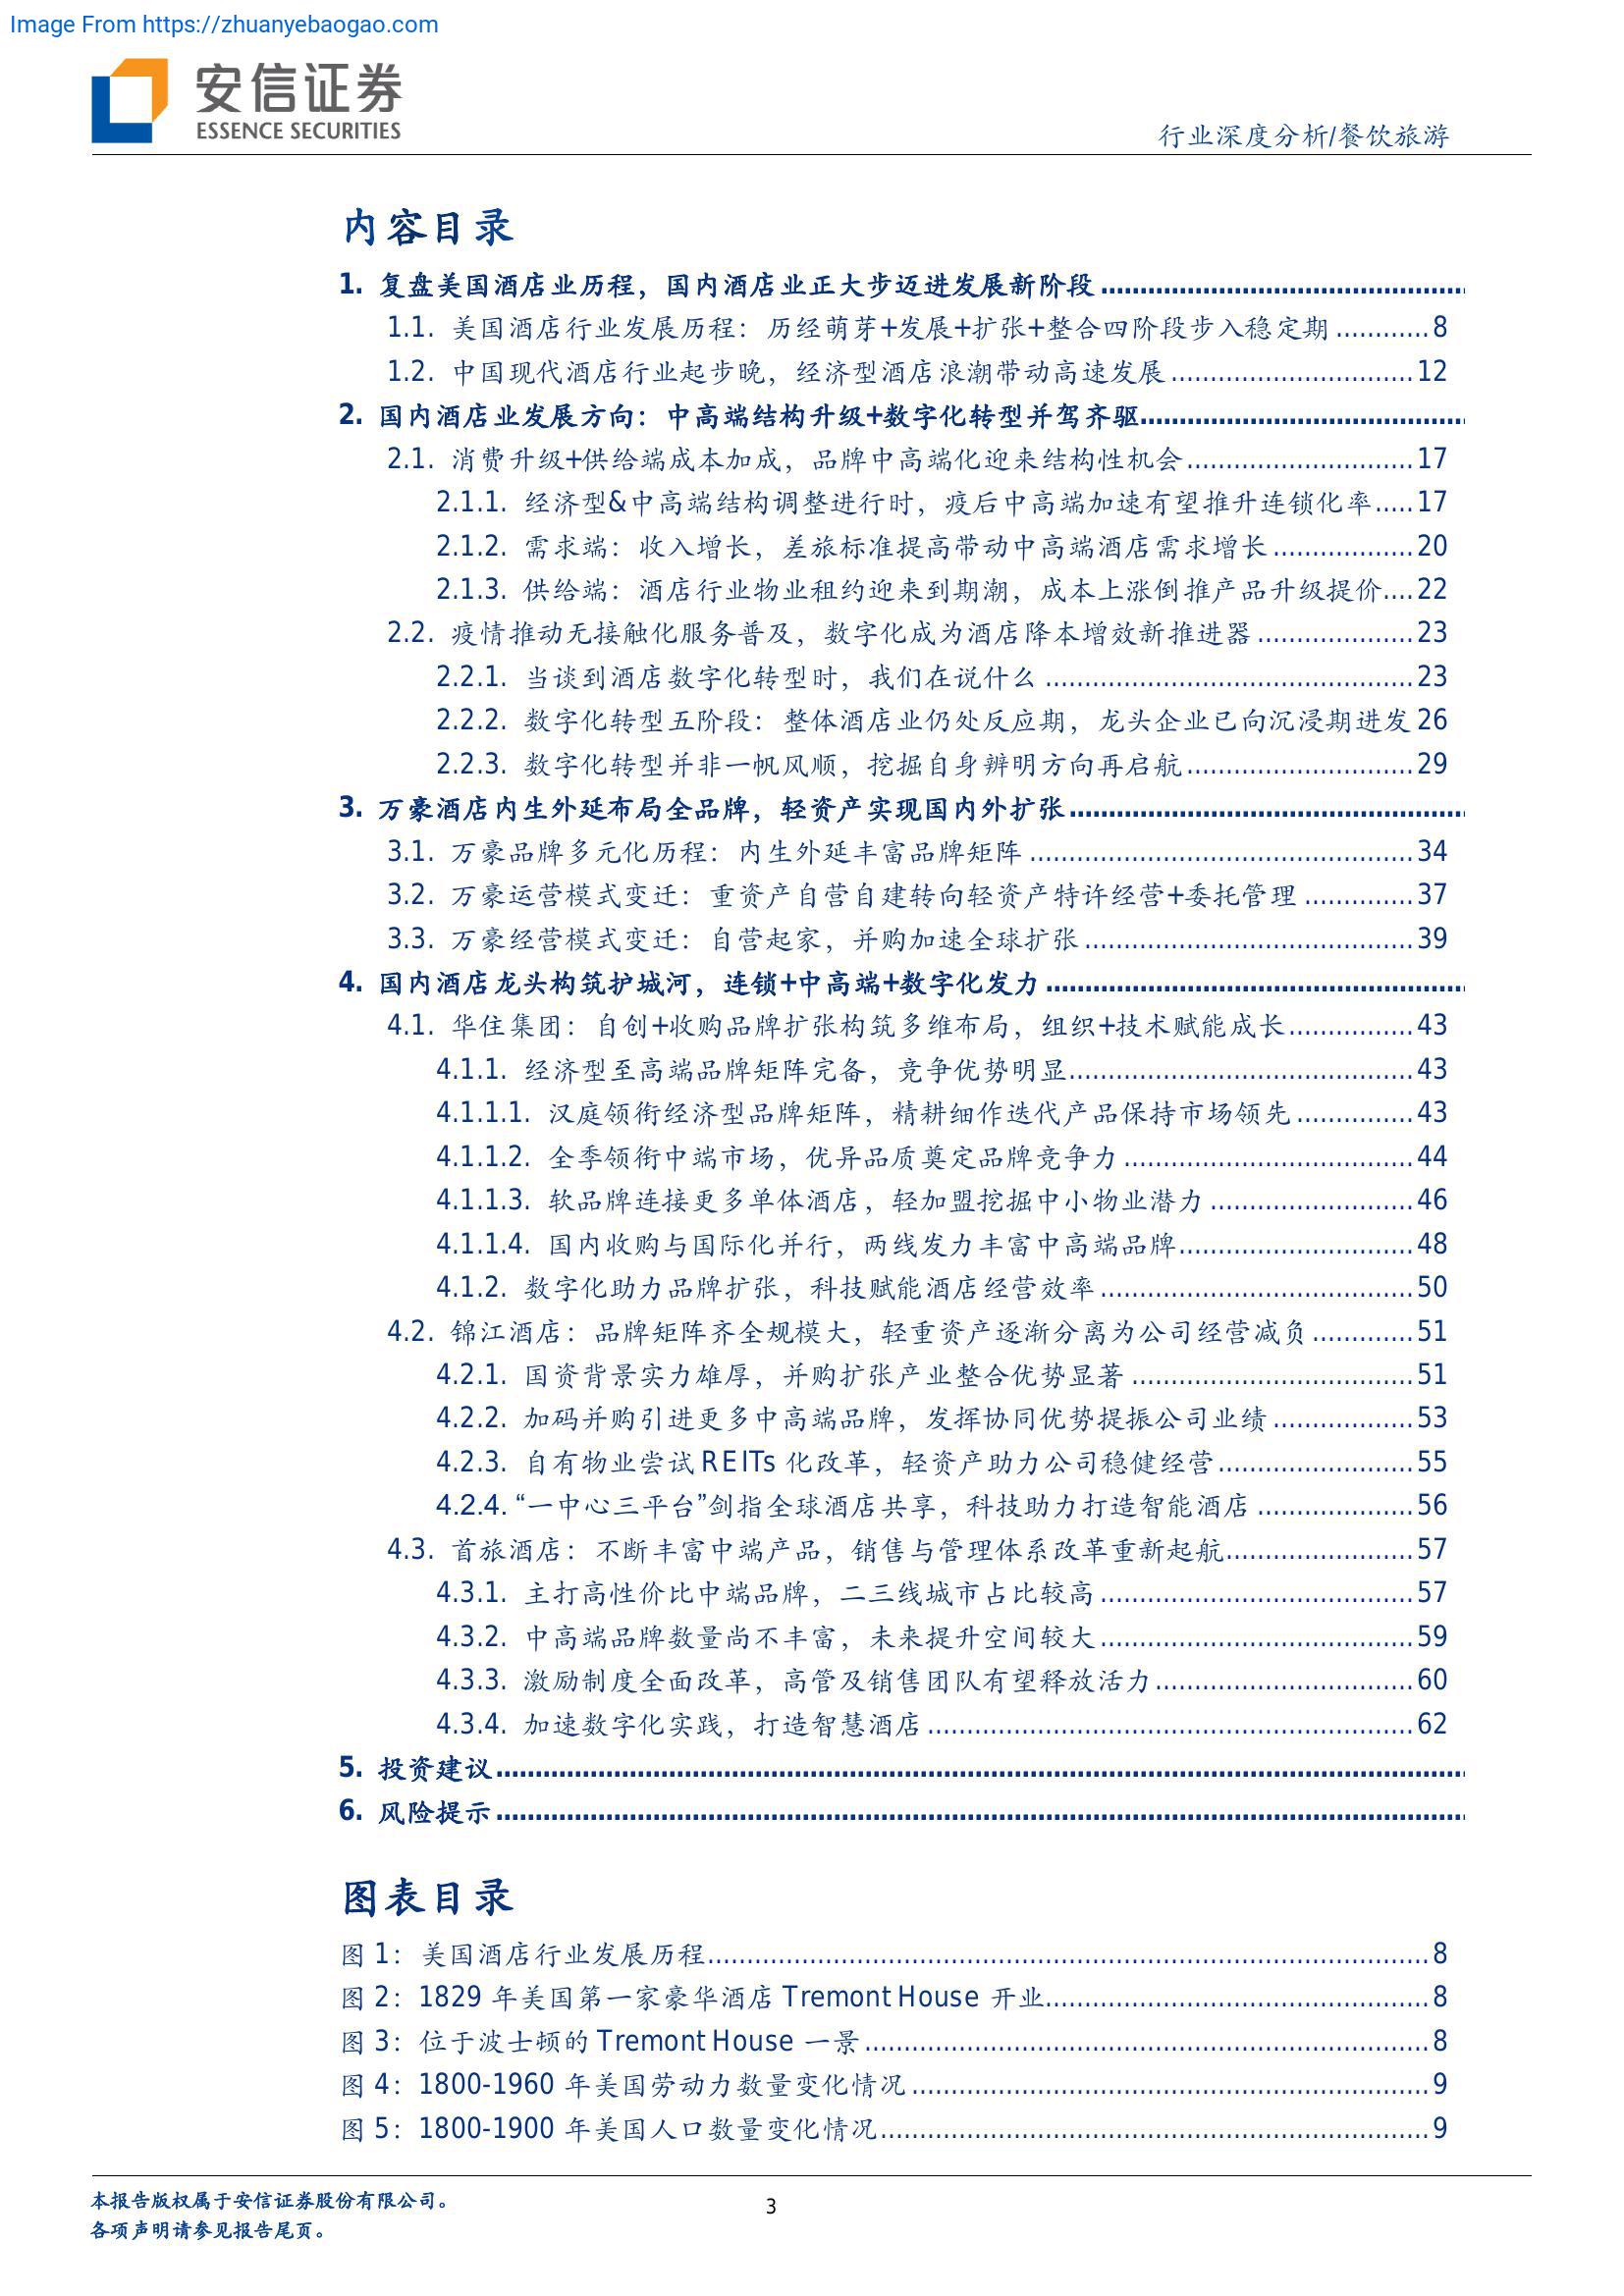 Image From https://zhuanyebaogao.com
安信证券
ESSENCE SECURITIES
行业深度分析/餐饮旅游
内容目录
1. 复盘美国酒店业历程，国内酒店业正大步迈进发展新阶段
1.1. 美国酒店行业发展历程：历经萌芽+发展+扩张+整合四阶段步入稳定期............8
1.2. 中国现代酒店行业起步晚，经济型酒店浪潮带动高速发展............12
2. 国内酒店业发展方向：中高端结构升级+数字化转型并驾齐驱............
2.1. 消费升级+供给端成本加成，品牌中高端化迎来结构性机会............17
2.1.1. 经济型&中高端结构调整进行时，疫后中高端加速有望推升连锁化率.....17
2.1.2. 需求端：收入增长，差旅标准提高带动中高端酒店需求增长............20
2.1.3. 供给端：酒店行业物业租约迎来到期潮，成本上涨倒推产品升级提价....22
2.2. 疫情推动无接触化服务普及，数字化成为酒店降本增效新推进器............23
2.2.1. 当谈到酒店数字化转型时，我们在说什么............23
2.2.2. 数字化转型五阶段：整体酒店业仍处反应期，龙头企业已向沉浸期进发 26
2.2.3. 数字化转型并非一帆风顺，挖掘自身辨明方向再启航............29
3. 万豪酒店内生外延布局全品牌，轻资产实现国内外扩张............
3.1. 万豪品牌多元化历程：内生外延丰富品牌矩阵............34
3.2. 万豪运营模式变迁：重资产自营自建转向轻资产特许经营+委托管理............37
3.3. 万豪经营模式变迁：自营起家，并购加速全球扩张............39
4. 国内酒店龙头构筑护城河，连锁+中高端+数字化发力............
4.1. 华住集团：自创+收购品牌扩张构筑多维布局，组织+技术赋能成长............43
4.1.1. 经济型至高端品牌矩阵完备，竞争优势明显............43
4.1.1.1. 汉庭领衔经济型品牌矩阵，精耕细作迭代产品保持市场领先............43
4.1.1.2. 全季领衔中端市场，优异品质奠定品牌竞争力............44
4.1.1.3. 软品牌连接更多单体酒店，轻加盟挖掘中小物业潜力............46
4.1.1.4. 国内收购与国际化并行，两线发力丰富中高端品牌............48
4.1.2. 数字化助力品牌扩张，科技赋能酒店经营效率............50
4.2. 锦江酒店：品牌矩阵齐全规模大，轻重资产逐渐分离为公司经营减负............51
4.2.1. 国资背景实力雄厚，并购扩张产业整合优势显著............51
4.2.2. 加码并购引进更多中高端品牌，发挥协同优势提振公司业绩............53
4.2.3. 自有物业尝试 REITs 化改革，轻资产助力公司稳健经营............55
4.2.4. “一中心三平台”剑指全球酒店共享，科技助力打造智能酒店............56
4.3. 首旅酒店：不断丰富中端产品，销售与管理体系改革重新起航............57
4.3.1. 主打高性价比中端品牌，二三线城市占比较高............57
4.3.2. 中高端品牌数量尚不丰富，未来提升空间较大............59
4.3.3. 激励制度全面改革，高管及销售团队有望释放活力............60
4.3.4. 加速数字化实践，打造智慧酒店............62
5. 投资建议............
6. 风险提示............
图表目录
图 1：美国酒店行业发展历程............8
图 2：1829 年美国第一家豪华酒店 Tremont House 开业............8
图 3：位于波士顿的 Tremont House 一景............8
图 4：1800-1960 年美国劳动力数量变化情况............9
图 5：1800-1900 年美国人口数量变化情况............9
本报告版权属于安信证券股份有限公司。
3
各项声明请参见报告尾页。